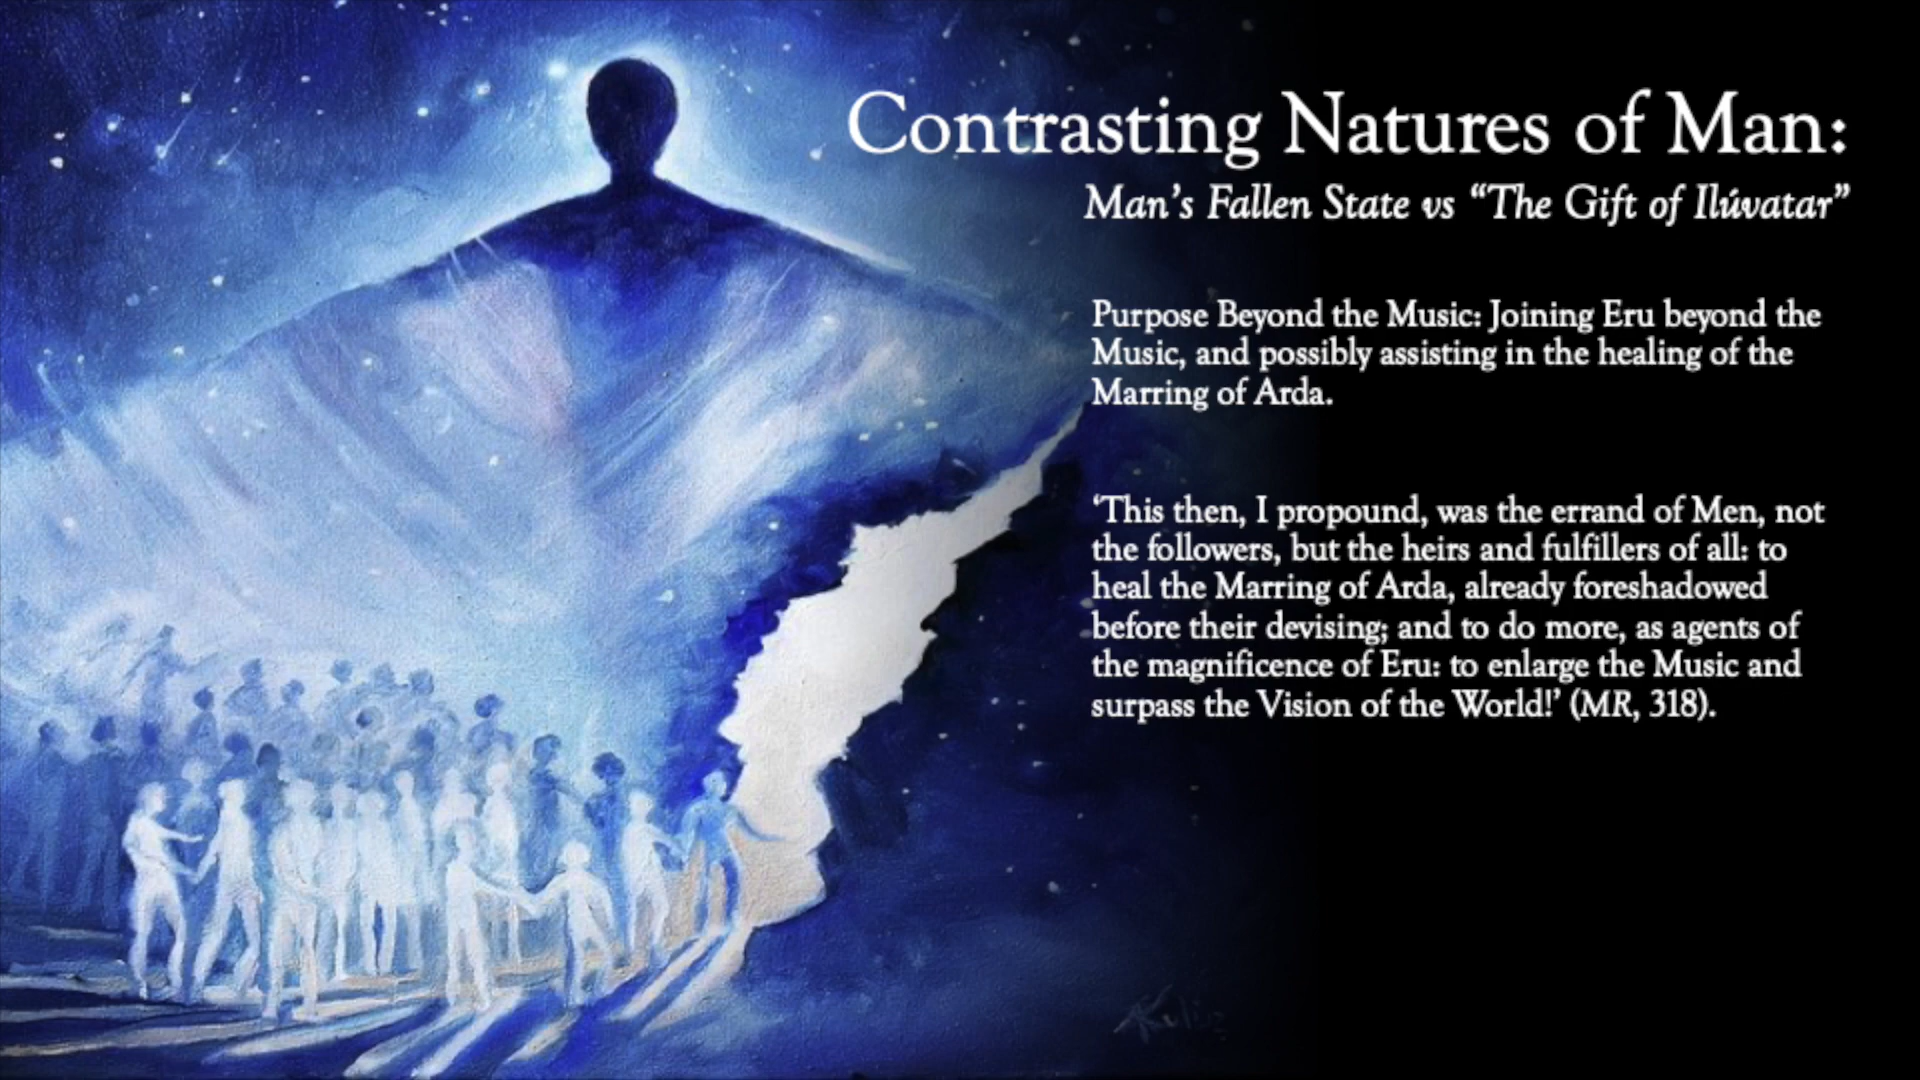 Contrasting Natures of Man:
Man's Fallen State vs “The Gift of Ilúvatar”
Purpose Beyond the Music: Joining Eru beyond the
Music, and possibly assisting in the healing of the
Marring of Arda.
‘This then, I propound, was the errand of Men, not
the followers, but the heirs and fulfillers of all: to
heal the Marring of Arda, already foreshadowed
before their devising; and to do more, as agents of
the magnificence of Eru: to enlarge the Music and
surpass the Vision of the World!’ (MR, 318).